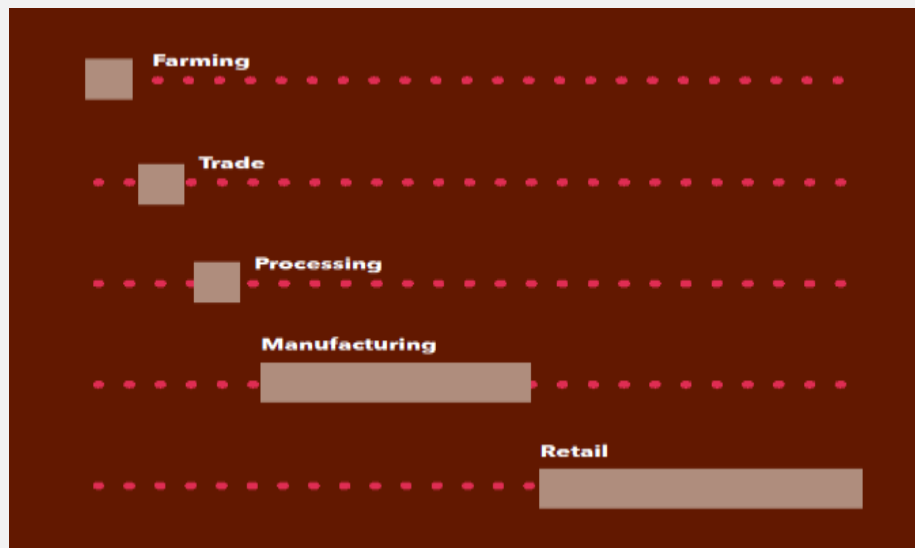 Farming
Trade
Processing
Manufacturing
Retail